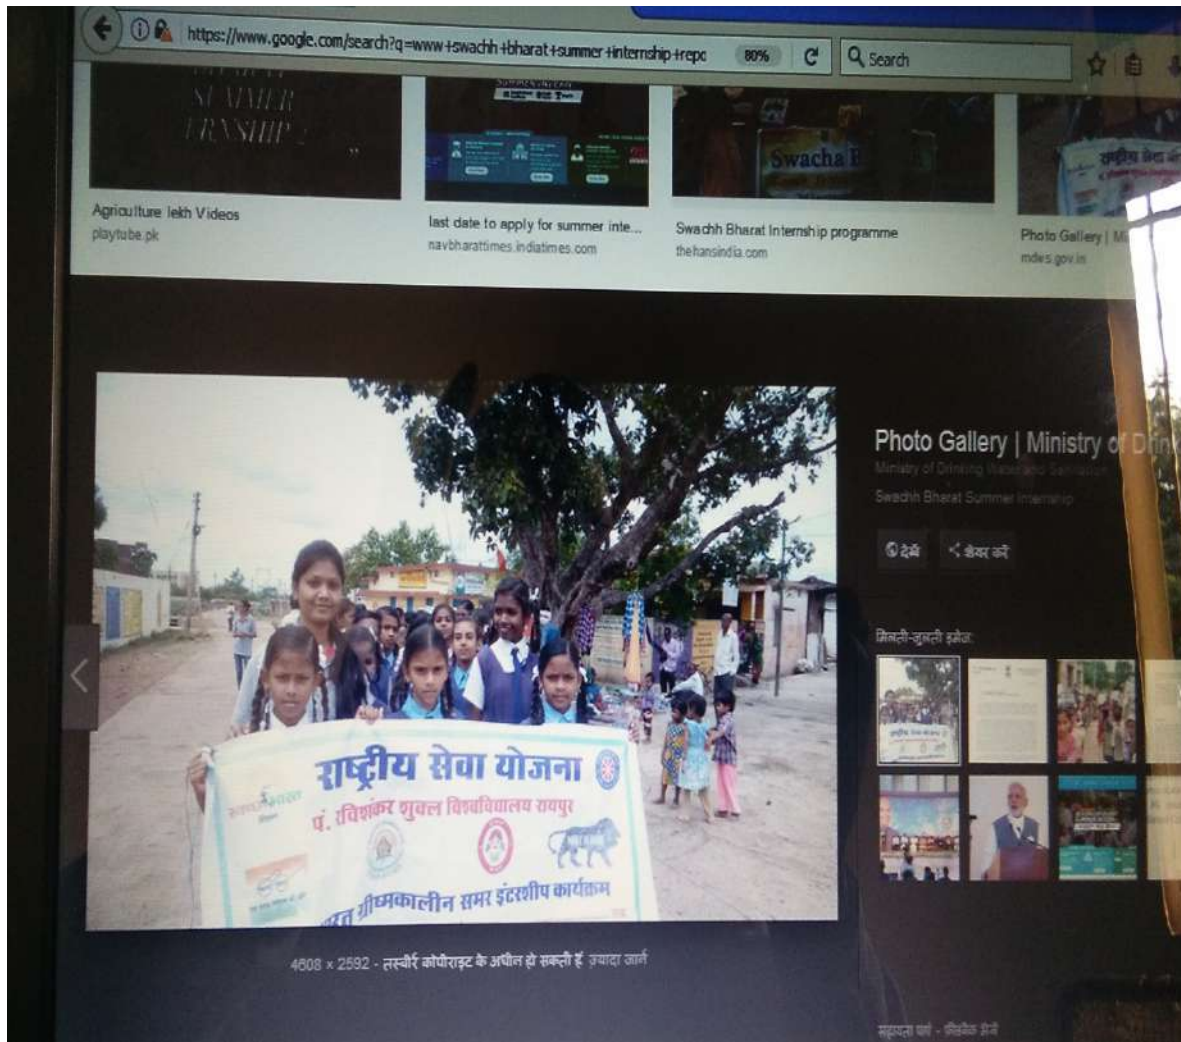 https://www.google.com/search?q=www+swachh+bharat+summer+internship+repo
80%
Search
SUMMER
ERNSHIP
Swacha B
Agriculture lekh Videos
playtube.pk
last date to apply for summer inte...
navbharattimes.indiatimes.com
Swachh Bharat Internship programme
thehansindia.com
Photo Gallery | Mi
mdws.gov.in
Photo Gallery | Ministry of Drink
Ministry of Drinking Water and Sanitation
Swachh Bharat Summer Internship
देखें
शेयर करें
मिलती-जुलती इमेज:
राष्ट्रीय सेवा योजना
पं. रविशंकर शुक्ल विश्वविद्यालय रायपुर
ग्रीष्मकालीन समर इंटरशीप कार्यक्रम
4608 × 2592 - तस्वीरें कॉपीराइट के अधीन हो सकती हैं ज़्यादा जानें